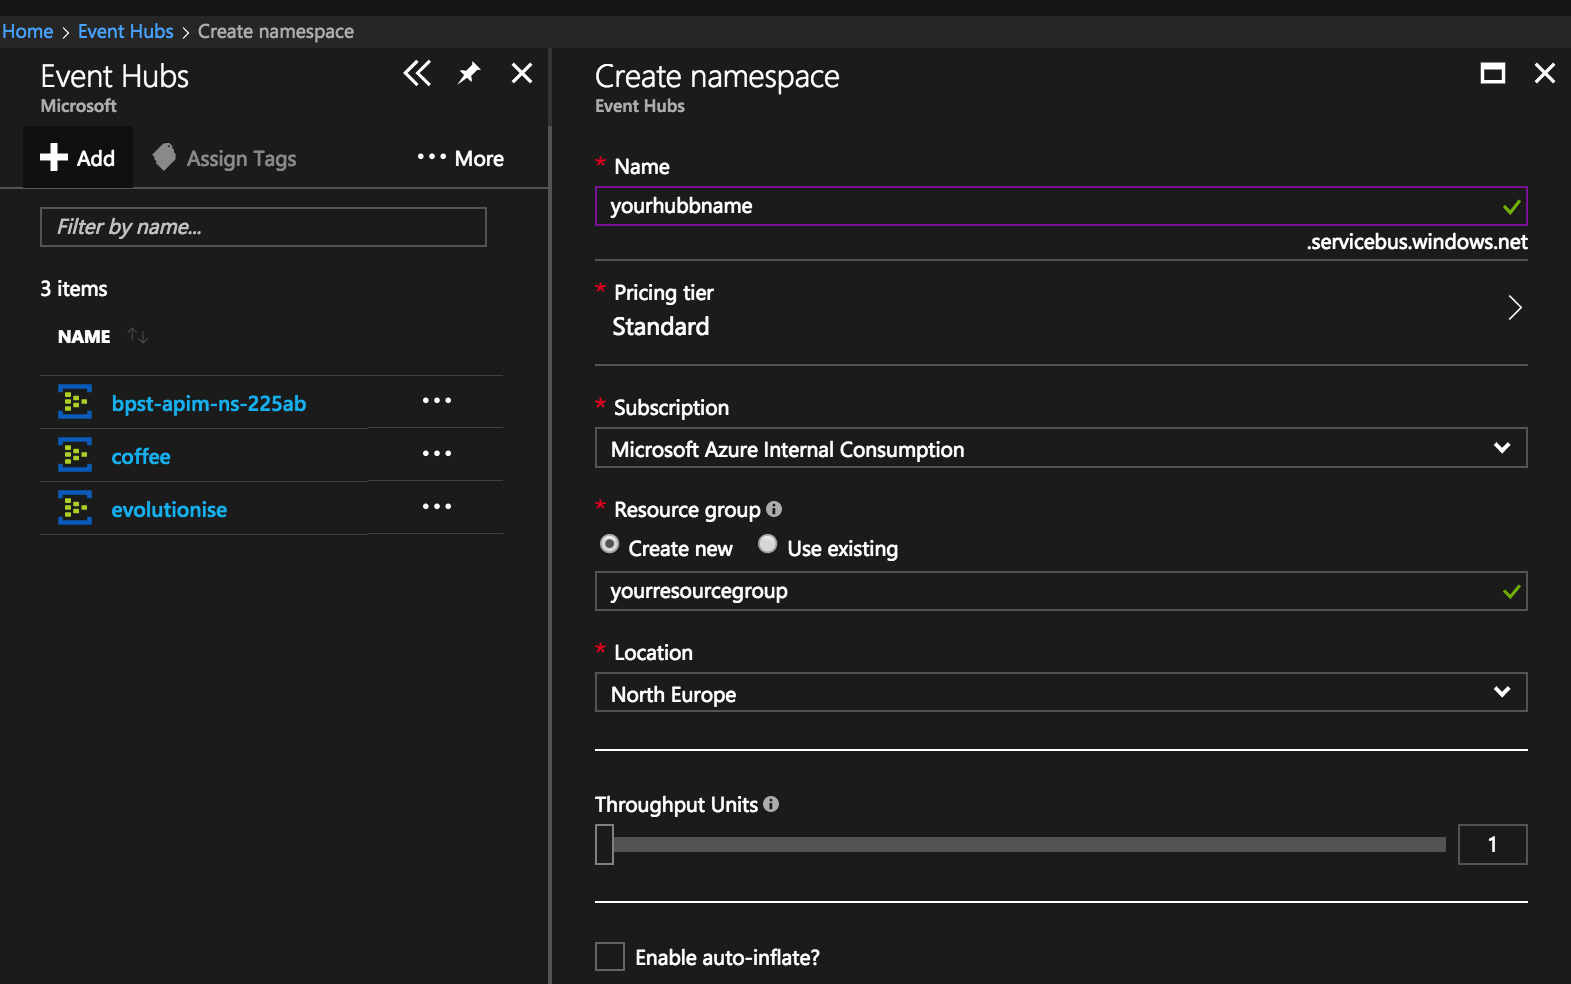 Home > Event Hubs > Create namespace
Event Hubs
Microsoft
Add Assign Tags ••• More
Filter by name...
3 items
NAME
bpst-apim-ns-225ab
coffee
evolutionise
Create namespace
Event Hubs
* Name
yourhubbname
.servicebus.windows.net
* Pricing tier
Standard
* Subscription
Microsoft Azure Internal Consumption
* Resource group
Create new Use existing
yourresourcegroup
* Location
North Europe
Throughput Units
1
Enable auto-inflate?